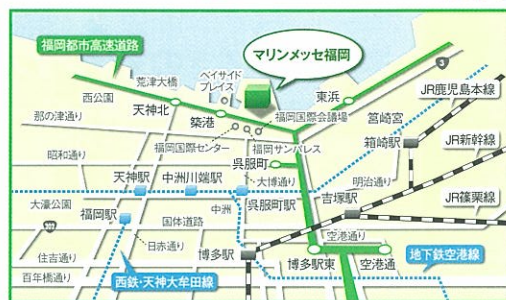 福岡都市高速道路
マリンメッセ福岡
荒津大橋
ベイサイド
プレイス
西公園
天神北
築港
東浜
福岡国際会議場
筥崎宮
3
JR鹿児島本線
那の津通り
福岡国際センター
福岡サンパレス
箱崎駅
昭和通り
呉服町
JR新幹線
天神駅
中洲川端駅
大博通り
明治通り
大濠公園
福岡駅
中洲
呉服町駅
吉塚駅
JR篠栗線
202
国体道路
日赤通り
空港通り
住吉通り
博多駅
博多駅東
空港通
地下鉄空港線
百年橋通り
西鉄・天神大牟田線